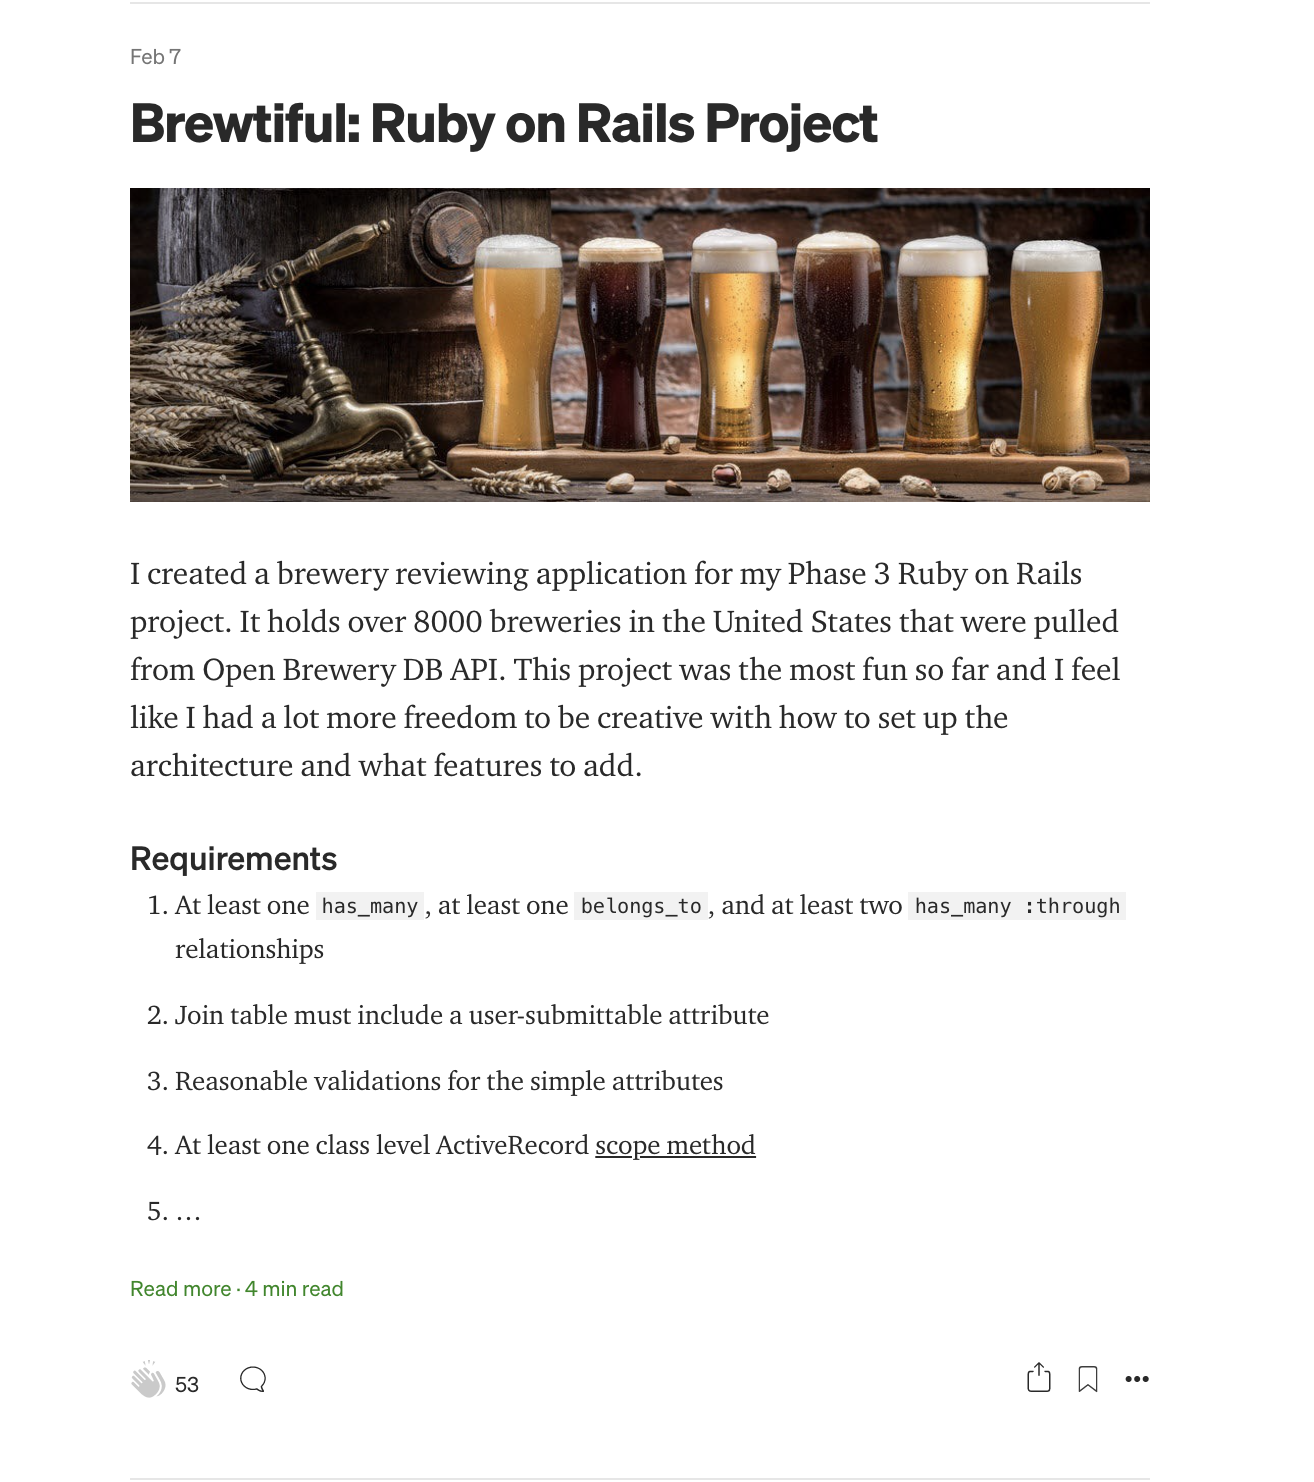 Feb 7
Brewtiful: Ruby on Rails Project
I created a brewery reviewing application for my Phase 3 Ruby on Rails
project. It holds over 8000 breweries in the United States that were pulled
from Open Brewery DB API. This project was the most fun so far and I feel
like I had a lot more freedom to be creative with how to set up the
architecture and what features to add.
Requirements
1. At least one has_many, at least one belongs_to, and at least two has_many :through
relationships
2. Join table must include a user-submittable attribute
3. Reasonable validations for the simple attributes
4. At least one class level ActiveRecord scope method
5. …
Read more · 4 min read
53